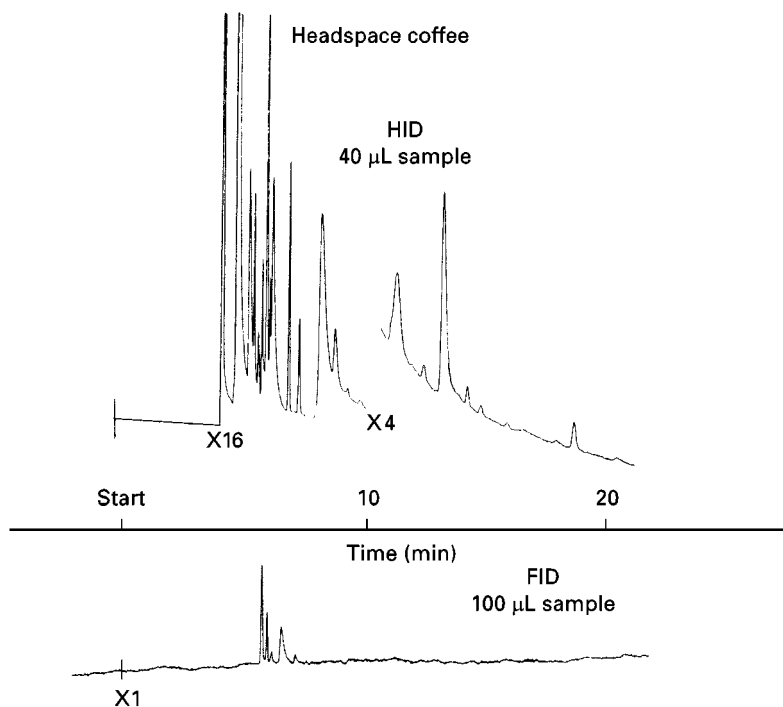 Headspace coffee
HID
40 μL sample
X16
X4
Start 10 20
Time (min)
FID
100 μL sample
X1